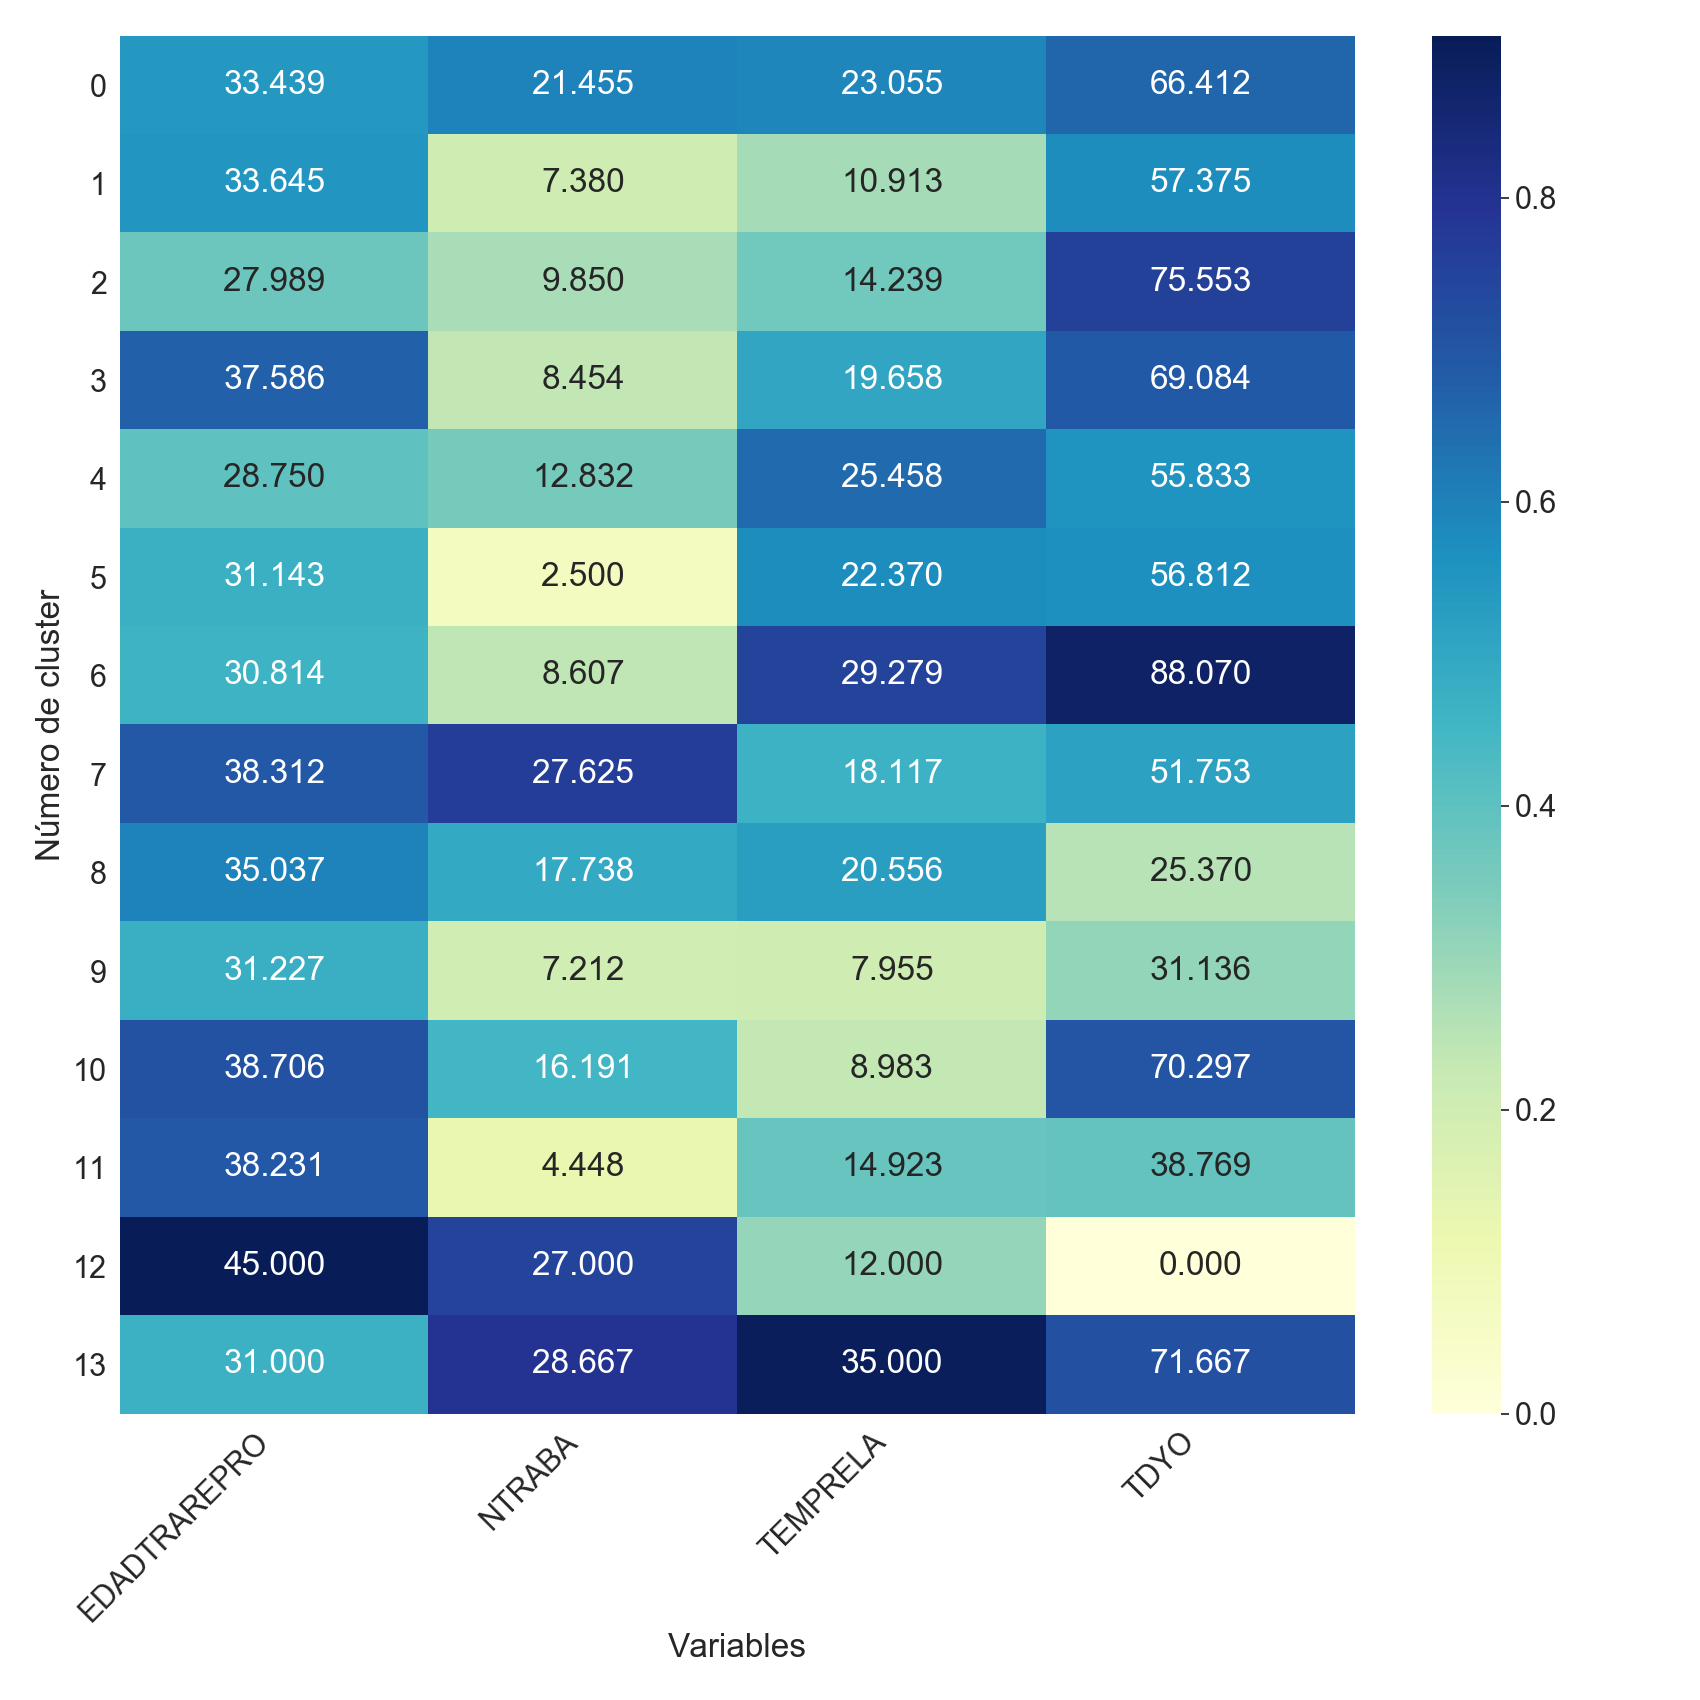 0 33.439 21.455 23.055 66.412
1 33.645 7.380 10.913 57.375
2 27.989 9.850 14.239 75.553
3 37.586 8.454 19.658 69.084
4 28.750 12.832 25.458 55.833
5 31.143 2.500 22.370 56.812
6 30.814 8.607 29.279 88.070
7 38.312 27.625 18.117 51.753
8 35.037 17.738 20.556 25.370
9 31.227 7.212 7.955 31.136
10 38.706 16.191 8.983 70.297
11 38.231 4.448 14.923 38.769
12 45.000 27.000 12.000 0.000
13 31.000 28.667 35.000 71.667
Número de cluster
EDADTRAREPRO NTRABA TEMPRELA TDYO
Variables
0.8
0.6
0.4
0.2
0.0